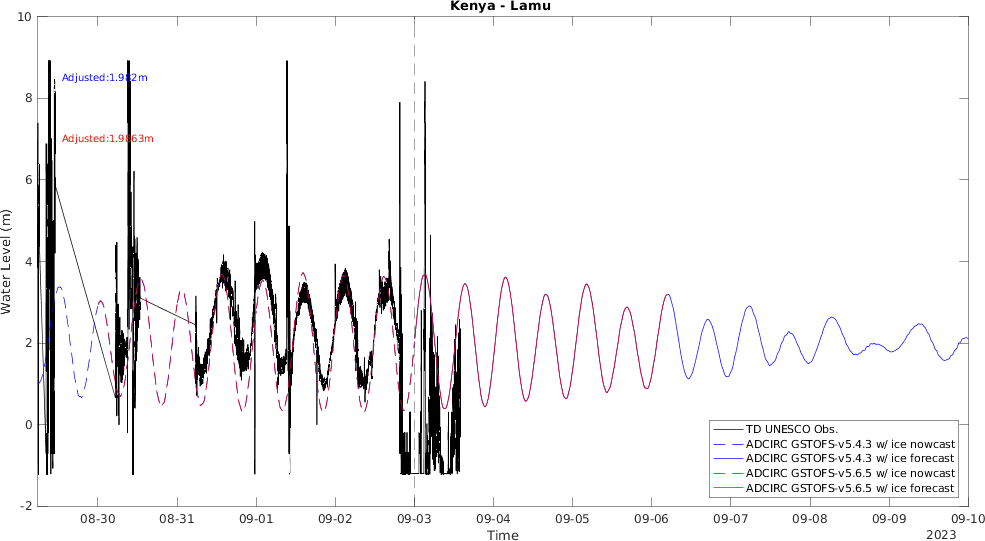 Kenya - Lamu
10
8
6
4
2
0
-2
Water Level (m)
Adjusted:1.982m
Adjusted:1.9863m
TD UNESCO Obs.
ADCIRC GSTOFS-v5.4.3 w/ ice nowcast
ADCIRC GSTOFS-v5.4.3 w/ ice forecast
ADCIRC GSTOFS-v5.6.5 w/ ice nowcast
ADCIRC GSTOFS-v5.6.5 w/ ice forecast
08-30 08-31 09-01 09-02 09-03 09-04 09-05 09-06 09-07 09-08 09-09 09-10
Time
2023